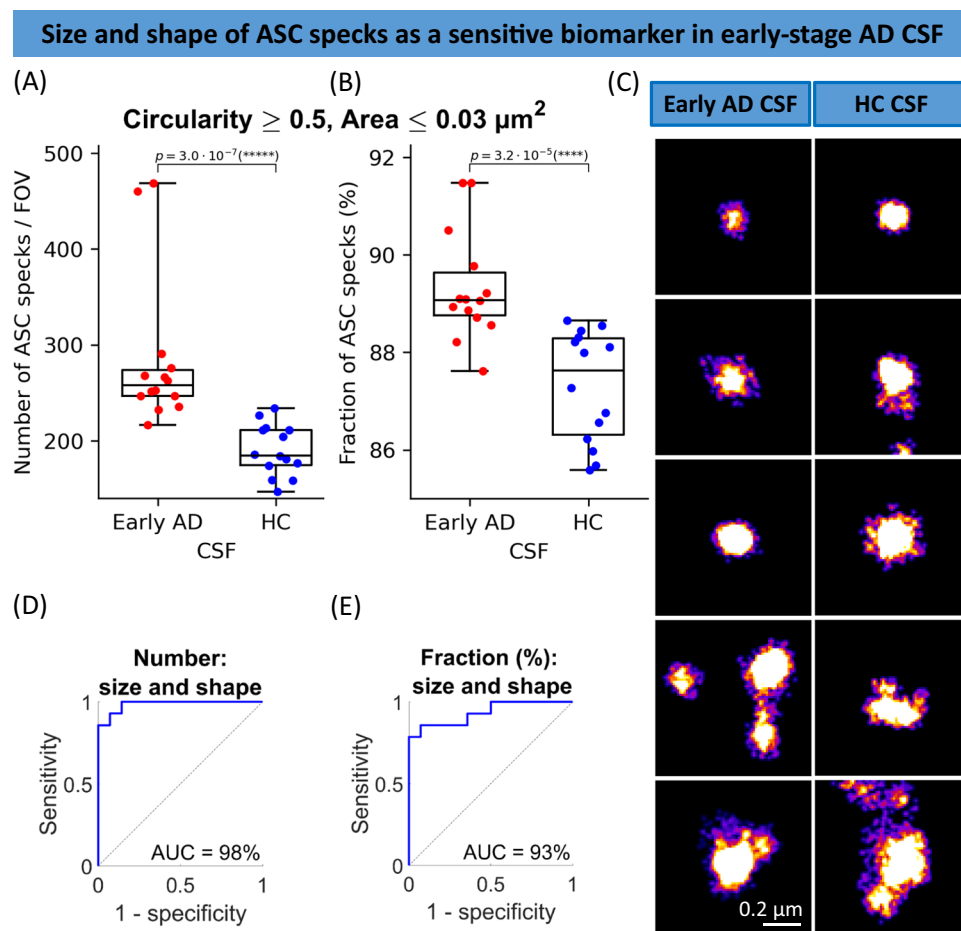 Size and shape of ASC specks as a sensitive biomarker in early-stage AD CSF
(A)
(B)
(C)
Circularity ≥ 0.5, Area ≤ 0.03 µm²
Early AD CSF
HC CSF
p = 3.0 · 10⁻⁷(*****)
Number of ASC specks / FOV
500
400
300
200
Early AD
HC
CSF
p = 3.2 · 10⁻⁵(****)
Fraction of ASC specks (%)
92
90
88
86
84
Early AD
HC
CSF
(D)
(E)
Number:
size and shape
Sensitivity
1
0.5
0
AUC = 98%
0
0.5
1
1 - specificity
Fraction (%):
size and shape
Sensitivity
1
0.5
0
AUC = 93%
0
0.5
1
1 - specificity
0.2 µm